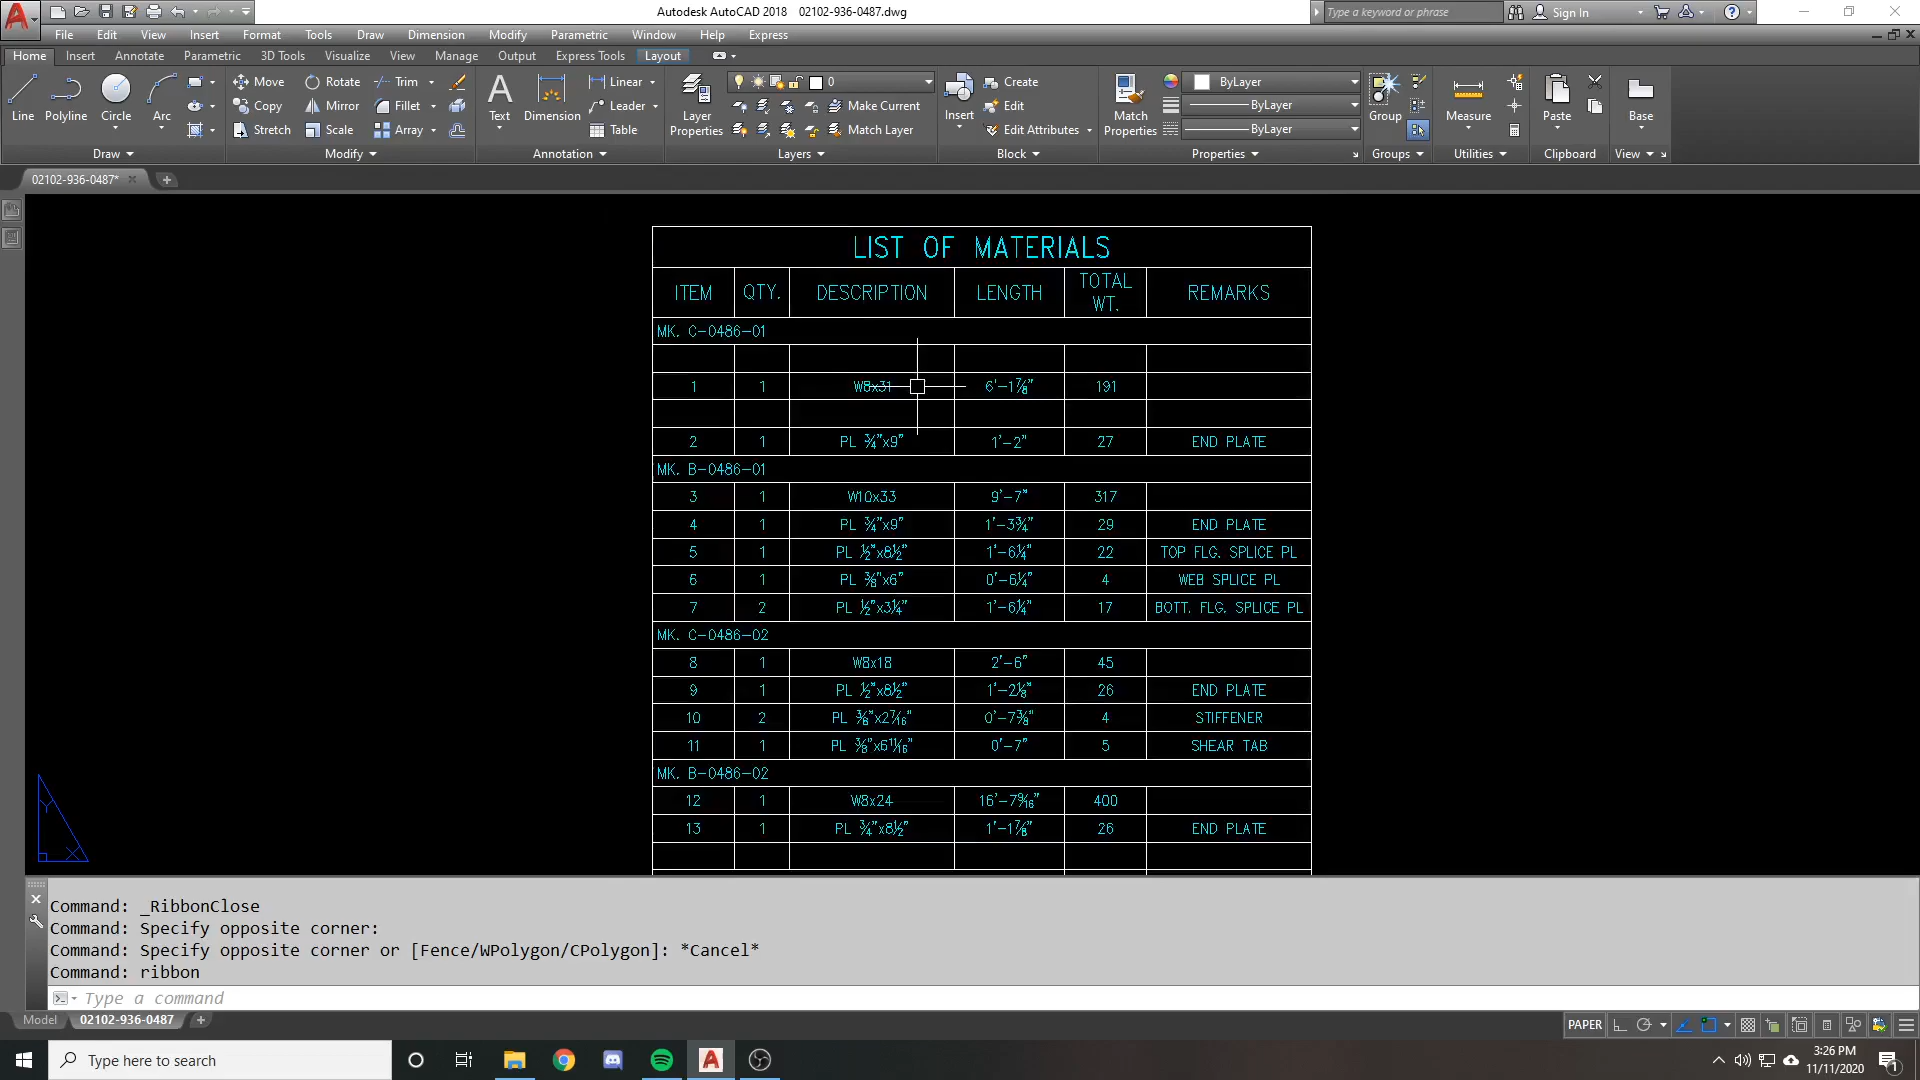 Autodesk AutoCAD 2018   02102-936-0487.dwg
Type a keyword or phrase
Sign In
File Edit View Insert Format Tools Draw Dimension Modify Parametric Window Help Express
Home Insert Annotate Parametric 3D Tools Visualize View Manage Output Express Tools Layout
Line Polyline Circle Arc
Move Rotate Trim
Copy Mirror Fillet
Stretch Scale Array
Text Dimension
Linear
Leader
Table
Layer Properties
0
Make Current
Match Layer
Insert
Create
Edit
Edit Attributes
Match Properties
ByLayer
ByLayer
ByLayer
Group
Measure
Paste
Base
Draw Modify Annotation Layers Block Properties Groups Utilities Clipboard View
02102-936-0487*
LIST OF MATERIALS
ITEM QTY. DESCRIPTION LENGTH TOTAL WT. REMARKS
MK. C-0486-01
1 1 W8x31 6'-1⅞" 191
2 1 PL ¾"x9" 1'-2" 27 END PLATE
MK. B-0486-01
3 1 W10x33 9'-7" 317
4 1 PL ¾"x9" 1'-3¾" 29 END PLATE
5 1 PL ½"x8½" 1'-6¼" 22 TOP FLG. SPLICE PL
6 1 PL ⅜"x6" 0'-6¼" 4 WEB SPLICE PL
7 2 PL ½"x3¼" 1'-6¼" 17 BOTT. FLG. SPLICE PL
MK. C-0486-02
8 1 W8x18 2'-6" 45
9 1 PL ½"x8½" 1'-2⅛" 26 END PLATE
10 2 PL ⅜"x27/16" 0'-7⅜" 4 STIFFENER
11 1 PL ⅜"x611/16" 0'-7" 5 SHEAR TAB
MK. B-0486-02
12 1 W8x24 16'-79/16" 400
13 1 PL ¾"x8½" 1'-1⅞" 26 END PLATE
Y
X
Command: _RibbonClose
Command: Specify opposite corner:
Command: Specify opposite corner or [Fence/WPolygon/CPolygon]: *Cancel*
Command: ribbon
Type a command
Model 02102-936-0487
PAPER
Type here to search
3:26 PM
11/11/2020
1